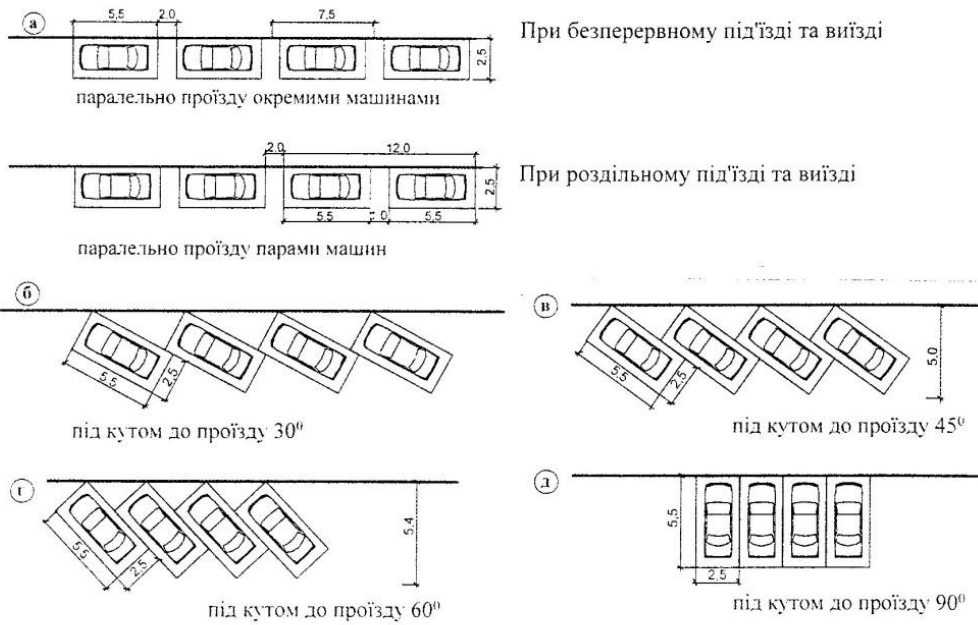 а
5,5
2.0
7,5
При безперервному під'їзді та виїзді
2,5
паралельно проїзду окремими машинами
2.0
12,0
При роздільному під'їзді та виїзді
2,5
5.5
5.5
паралельно проїзду парами машин
б
5,5
2,5
під кутом до проїзду 30⁰
в
5,5
2,5
5,0
під кутом до проїзду 45⁰
г
5,5
2,5
5,4
під кутом до проїзду 60⁰
д
5,5
2,5
під кутом до проїзду 90⁰